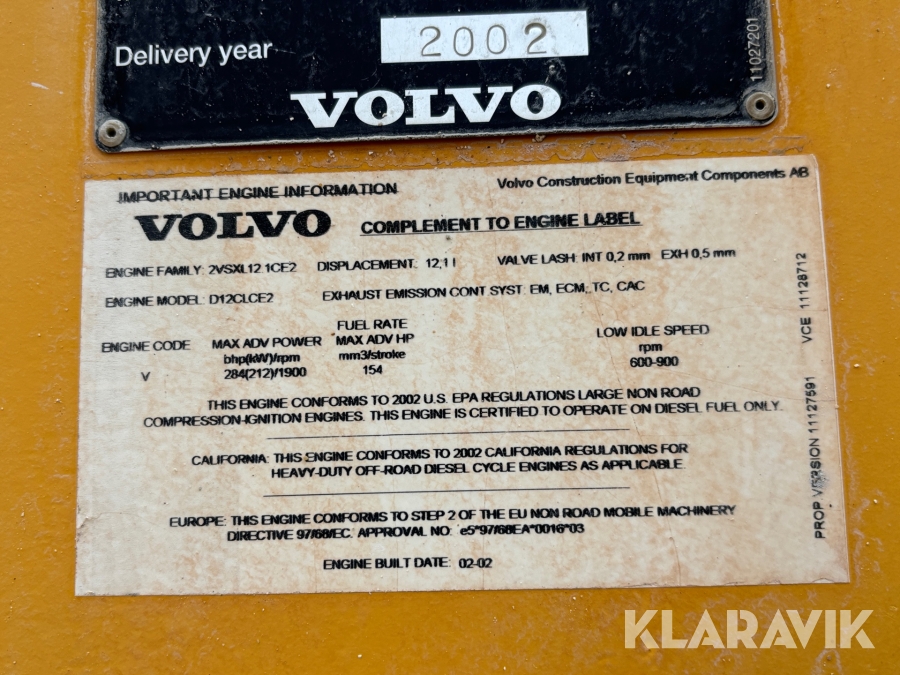 Delivery year 2002
VOLVO
11027201
IMPORTANT ENGINE INFORMATION
Volvo Construction Equipment Components AB
VOLVO COMPLEMENT TO ENGINE LABEL
ENGINE FAMILY: 2VSXL12.1CE2 DISPLACEMENT: 12,1 l VALVE LASH: INT 0,2 mm EXH 0,5 mm
ENGINE MODEL: D12CLCE2 EXHAUST EMISSION CONT SYST: EM, ECM, TC, CAC
ENGINE CODE
MAX ADV POWER
bhp(kW)/rpm
FUEL RATE
MAX ADV HP
mm3/stroke
LOW IDLE SPEED
rpm
V 284(212)/1900 154 600-900
THIS ENGINE CONFORMS TO 2002 U.S. EPA REGULATIONS LARGE NON ROAD
COMPRESSION-IGNITION ENGINES. THIS ENGINE IS CERTIFIED TO OPERATE ON DIESEL FUEL ONLY.
CALIFORNIA: THIS ENGINE CONFORMS TO 2002 CALIFORNIA REGULATIONS FOR
HEAVY-DUTY OFF-ROAD DIESEL CYCLE ENGINES AS APPLICABLE.
EUROPE: THIS ENGINE CONFORMS TO STEP 2 OF THE EU NON ROAD MOBILE MACHINERY
DIRECTIVE 97/68/EC. APPROVAL NO: e5*97/68EA*0016*03
ENGINE BUILT DATE: 02-02
PROP VERSION 11127591 VCE 11128712
KLARAVIK